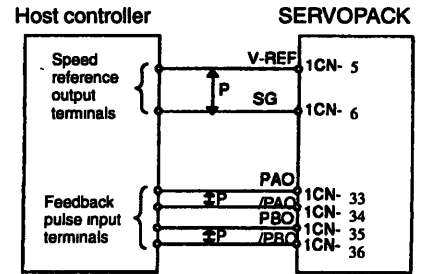 Host controller
SERVOPACK
Speed
reference
output
terminals
V-REF
1CN- 5
P
SG
1CN- 6
Feedback
pulse input
terminals
PAO
1CN- 33
P
/PAO
1CN- 34
PBO
1CN- 35
P
/PBO
1CN- 36